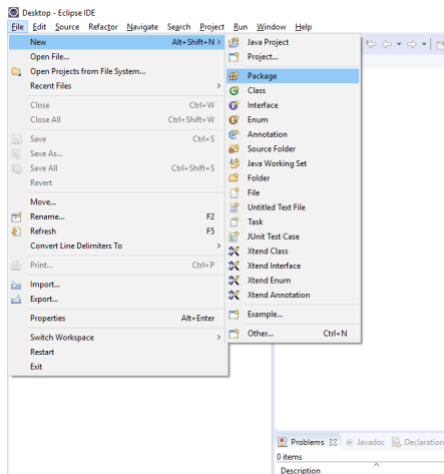 Desktop - Eclipse IDE
File Edit Source Refactor Navigate Search Project Run Window Help
New Alt+Shift+N >
Open File...
Open Projects from File System...
Recent Files >
Close Ctrl+W
Close All Ctrl+Shift+W
Save Ctrl+S
Save As...
Save All Ctrl+Shift+S
Revert
Move...
Rename... F2
Refresh F5
Convert Line Delimiters To >
Print... Ctrl+P
Import...
Export...
Properties Alt+Enter
Switch Workspace >
Restart
Exit
Java Project
Project...
Package
Class
Interface
Enum
Annotation
Source Folder
Java Working Set
Folder
File
Untitled Text File
Task
JUnit Test Case
Xtend Class
Xtend Interface
Xtend Enum
Xtend Annotation
Example...
Other... Ctrl+N
Problems Javadoc Declaration
0 items
Description